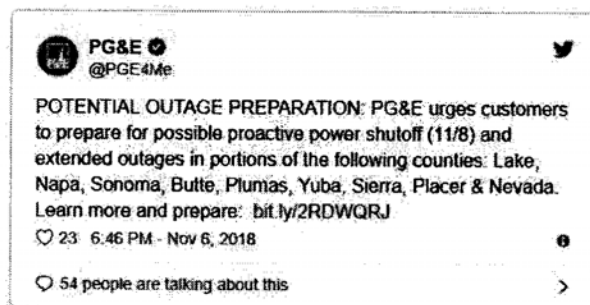 PG&E
@PGE4Me
POTENTIAL OUTAGE PREPARATION: PG&E urges customers
to prepare for possible proactive power shutoff (11/8) and
extended outages in portions of the following counties: Lake,
Napa, Sonoma, Butte, Plumas, Yuba, Sierra, Placer & Nevada.
Learn more and prepare: bit.ly/2RDWQRJ
23 6:46 PM - Nov 6, 2018
54 people are talking about this